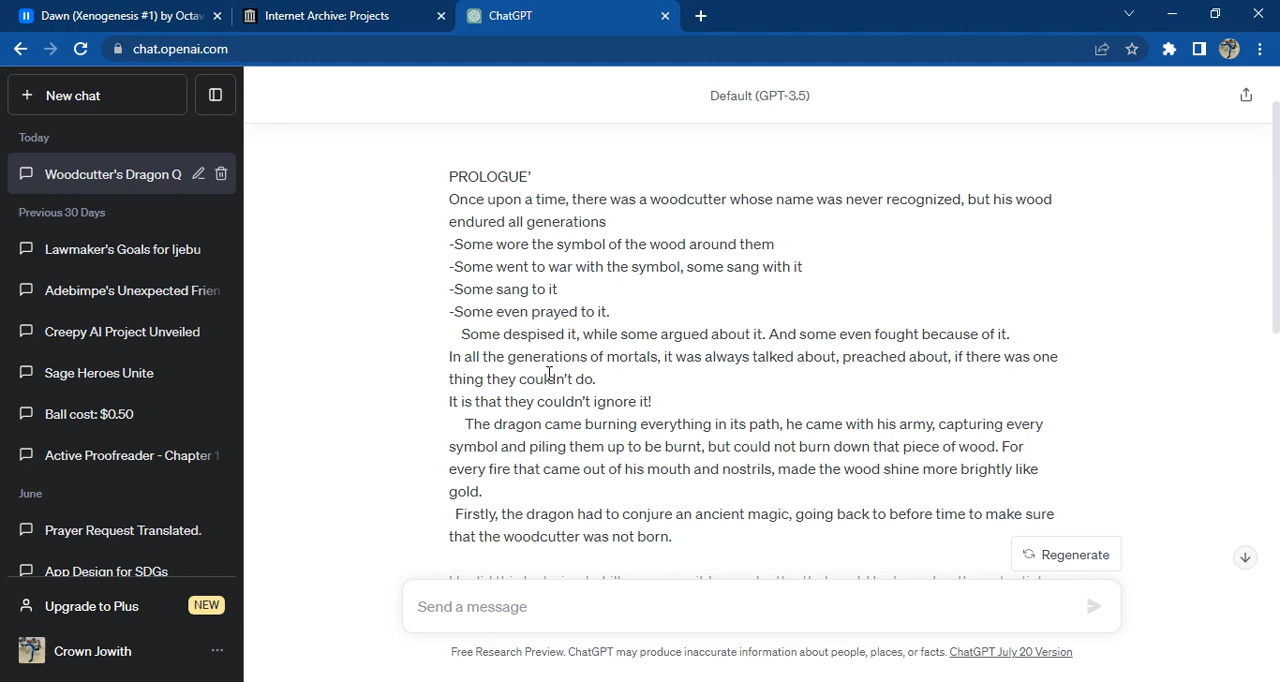 Dawn (Xenogenesis #1) by Octav
Internet Archive: Projects
ChatGPT
chat.openai.com
New chat
Default (GPT-3.5)
Today
Woodcutter's Dragon Q
Previous 30 Days
Lawmaker's Goals for Ijebu
Adebimpe's Unexpected Frien
Creepy AI Project Unveiled
Sage Heroes Unite
Ball cost: $0.50
Active Proofreader - Chapter 1
June
Prayer Request Translated.
App Design for SDGs
Upgrade to Plus NEW
Crown Jowith
PROLOGUE’
Once upon a time, there was a woodcutter whose name was never recognized, but his wood
endured all generations
-Some wore the symbol of the wood around them
-Some went to war with the symbol, some sang with it
-Some sang to it
-Some even prayed to it.
Some despised it, while some argued about it. And some even fought because of it.
In all the generations of mortals, it was always talked about, preached about, if there was one
thing they couldn’t do.
It is that they couldn’t ignore it!
The dragon came burning everything in its path, he came with his army, capturing every
symbol and piling them up to be burnt, but could not burn down that piece of wood. For
every fire that came out of his mouth and nostrils, made the wood shine more brightly like
gold.
Firstly, the dragon had to conjure an ancient magic, going back to before time to make sure
that the woodcutter was not born.
Regenerate
Send a message
Free Research Preview. ChatGPT may produce inaccurate information about people, places, or facts. ChatGPT July 20 Version